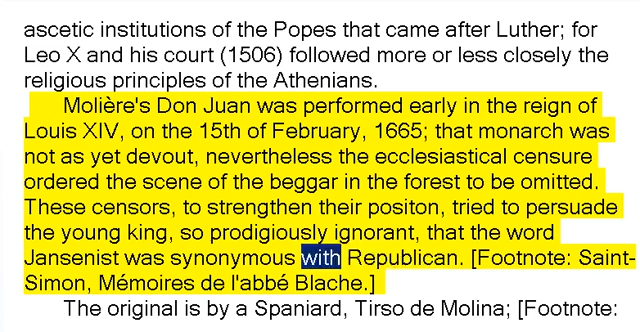 ascetic institutions of the Popes that came after Luther; for
Leo X and his court (1506) followed more or less closely the
religious principles of the Athenians.
Molière's Don Juan was performed early in the reign of
Louis XIV, on the 15th of February, 1665; that monarch was
not as yet devout, nevertheless the ecclesiastical censure
ordered the scene of the beggar in the forest to be omitted.
These censors, to strengthen their positon, tried to persuade
the young king, so prodigiously ignorant, that the word
Jansenist was synonymous with Republican. [Footnote: Saint-
Simon, Mémoires de l'abbé Blache.]
The original is by a Spaniard, Tirso de Molina; [Footnote: